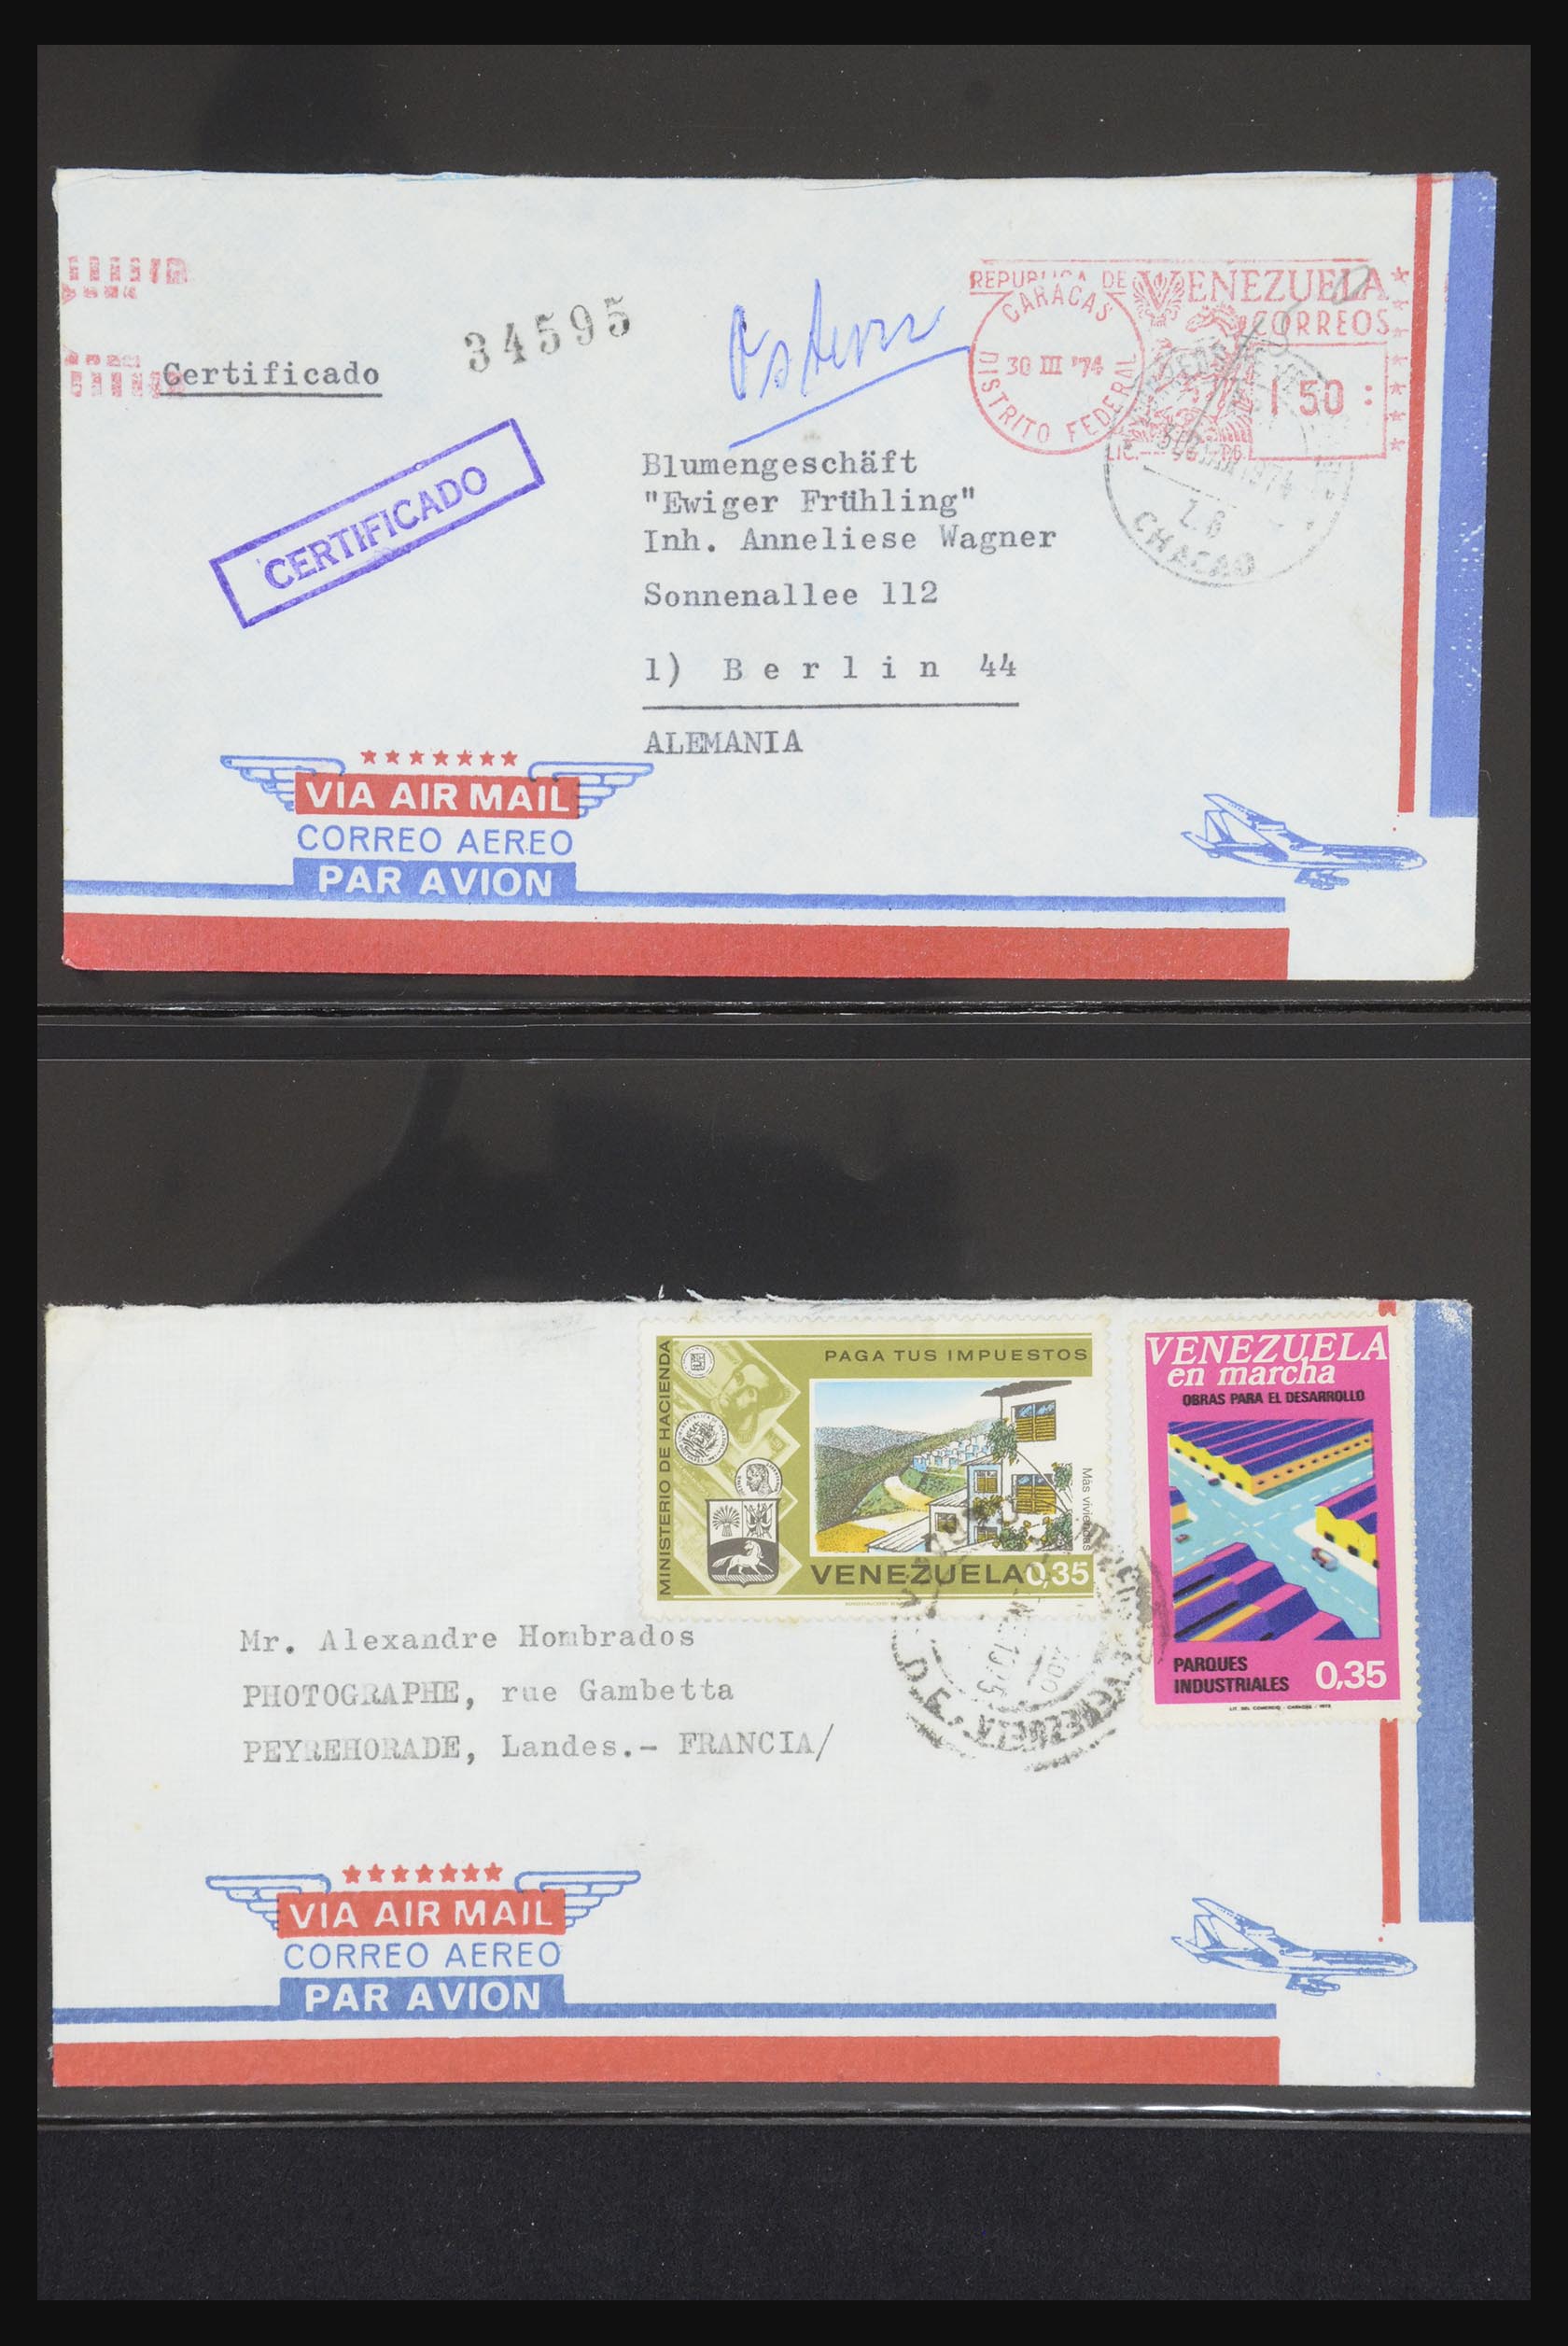 REPUBLICA DE VENEZUELA
CORREOS
CARACAS
30 III '74
DISTRITO FEDERAL
1 50
34595
Certificado
CERTIFICADO
Blumengeschäft
"Ewiger Frühling"
Inh. Anneliese Wagner
Sonnenallee 112
1) Berlin 44
ALEMANIA
CHACAO
VIA AIR MAIL
CORREO AEREO
PAR AVION
MINISTERIO DE HACIENDA
PAGA TUS IMPUESTOS
Más viviendas
VENEZUELA 0,35
VENEZUELA
en marcha
OBRAS PARA EL DESARROLLO
PARQUES
INDUSTRIALES 0,35
Mr. Alexandre Hombrados
PHOTOGRAPHE, rue Gambetta
PEYREHORADE, Landes.- FRANCIA/
D.F. VENEZUELA
VIA AIR MAIL
CORREO AEREO
PAR AVION